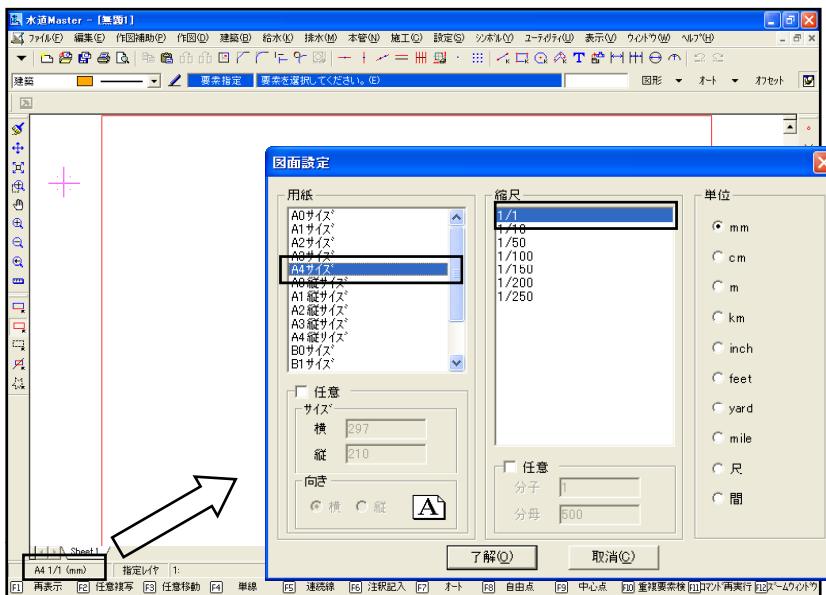 水道Master - [無題1]
ファイル(F) 編集(E) 作図補助(P) 作図(D) 建築(B) 給水(K) 排水(M) 本管(N) 施工(C) 設定(S) シンボル(Y) ユーティリティ(U) 表示(V) ウィンドウ(W) ヘルプ(H)
建築 要素指定 要素を選択してください。(E) 図形 オート オフセット
図面設定
用紙
A0サイズ
A1サイズ
A2サイズ
A3サイズ
A4サイズ
A0縦サイズ
A1縦サイズ
A2縦サイズ
A3縦サイズ
A4縦サイズ
B0サイズ
B1サイズ
任意
サイズ
横 297
縦 210
向き
横 縦 A
縮尺
1/1
1/10
1/50
1/100
1/150
1/200
1/250
任意
分子 1
分母 500
単位
mm
cm
m
km
inch
feet
yard
mile
尺
間
了解(O) 取消(C)
Sheet1
A4 1/1 (mm) 指定レイヤ 1:
F1 再表示 F2 任意複写 F3 任意移動 F4 単線 F5 連続線 F6 注釈記入 F7 オート F8 自由点 F9 中心点 F10 重複要素検 F11 コマンド再実行 F12 ズームウィンドウ